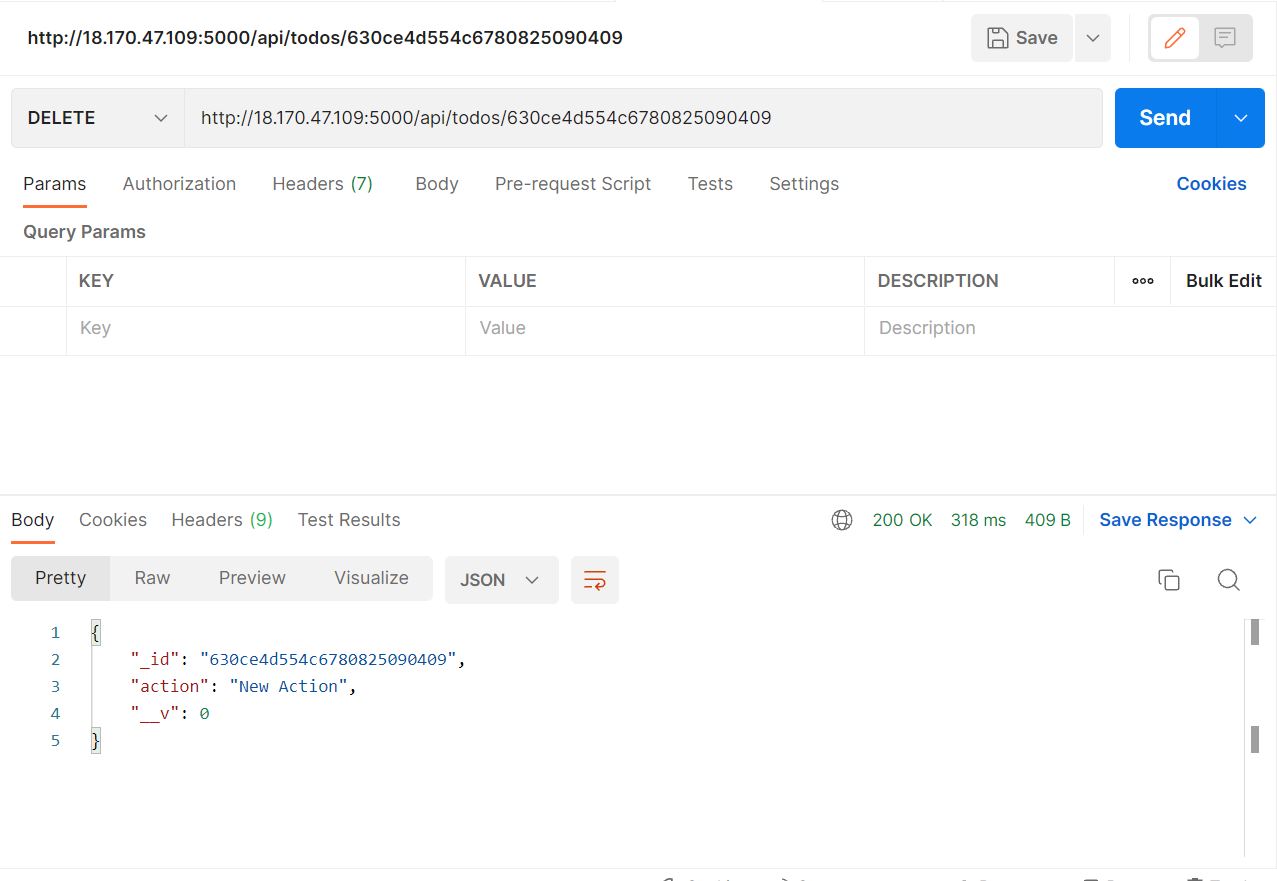 http://18.170.47.109:5000/api/todos/630ce4d554c6780825090409
Save
DELETE
http://18.170.47.109:5000/api/todos/630ce4d554c6780825090409
Send
Params Authorization Headers (7) Body Pre-request Script Tests Settings Cookies
Query Params
KEY VALUE DESCRIPTION ooo Bulk Edit
Key Value Description
Body Cookies Headers (9) Test Results 200 OK 318 ms 409 B Save Response
Pretty Raw Preview Visualize JSON
1 {
2 "_id": "630ce4d554c6780825090409",
3 "action": "New Action",
4 "__v": 0
5 }